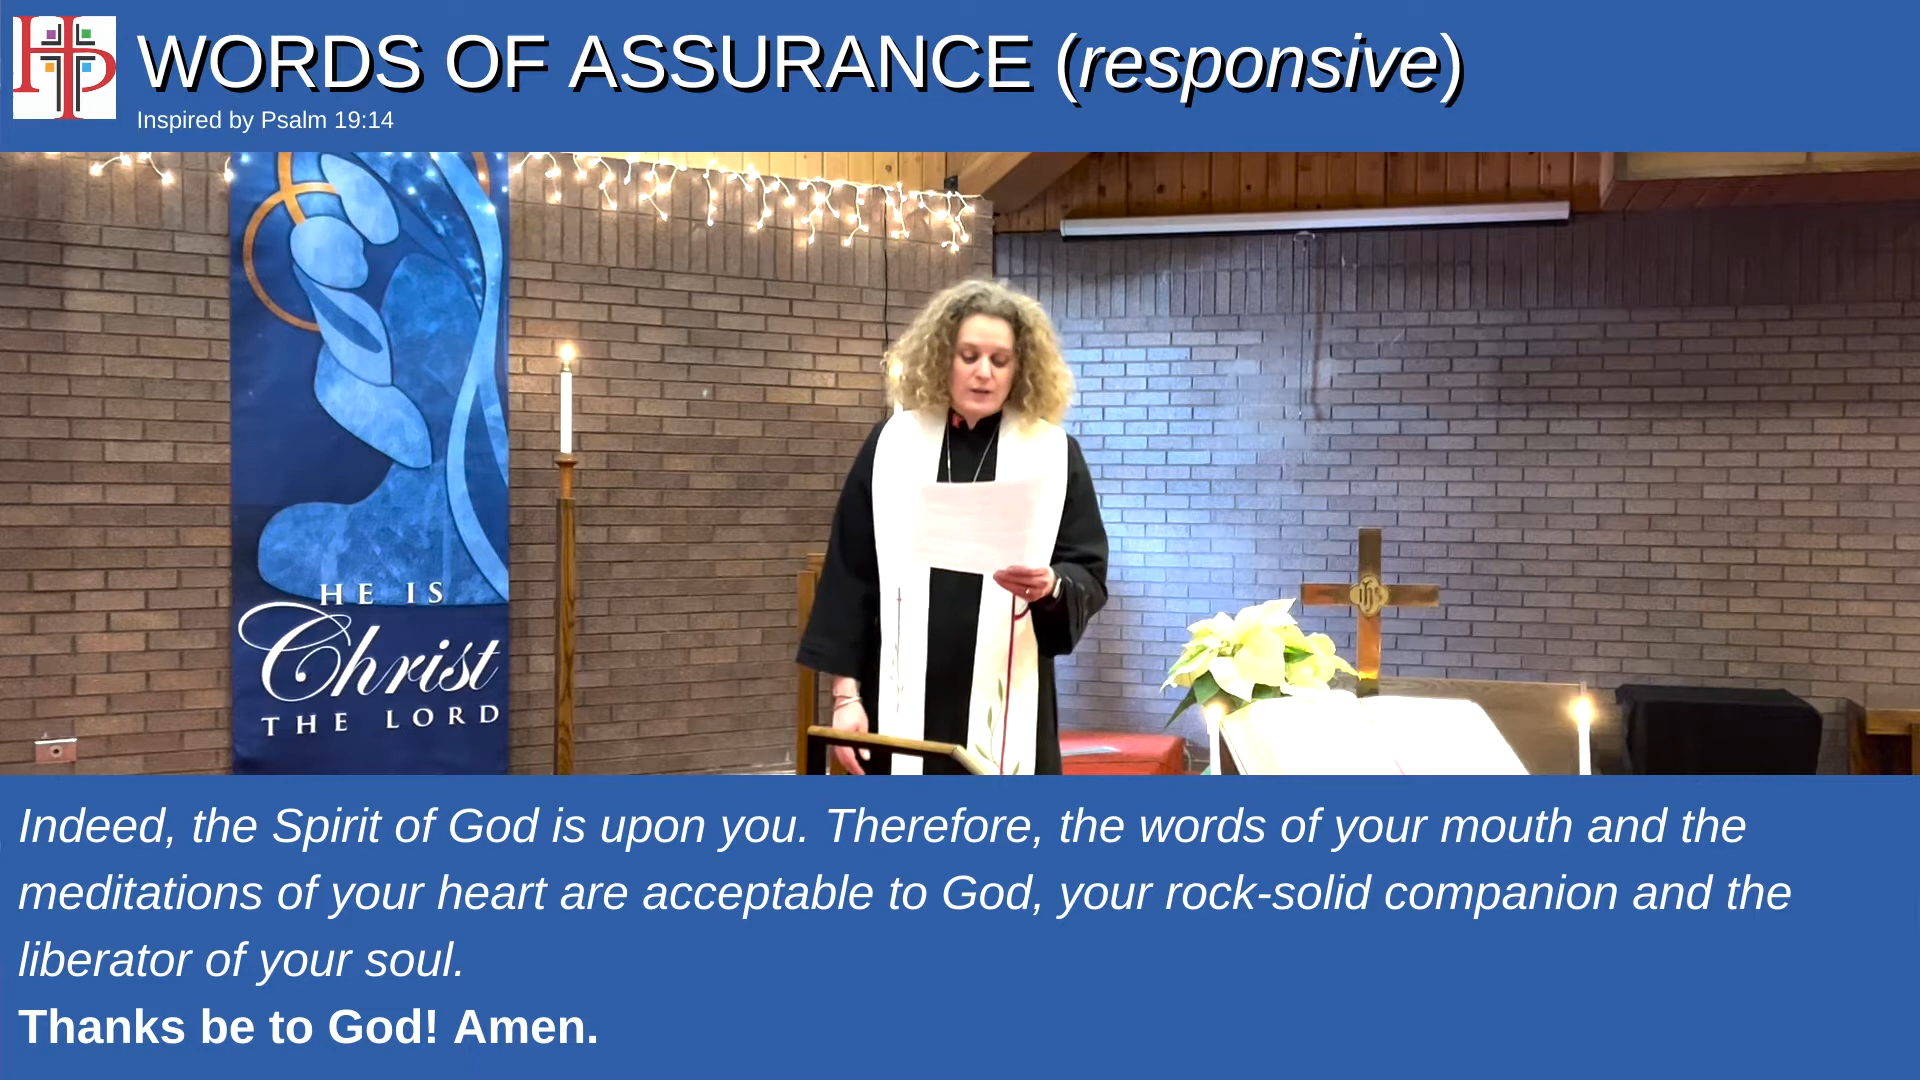 WORDS OF ASSURANCE (responsive)
Inspired by Psalm 19:14
HE IS
Christ
THE LORD
ihs
Indeed, the Spirit of God is upon you. Therefore, the words of your mouth and the
meditations of your heart are acceptable to God, your rock-solid companion and the
liberator of your soul.
Thanks be to God! Amen.